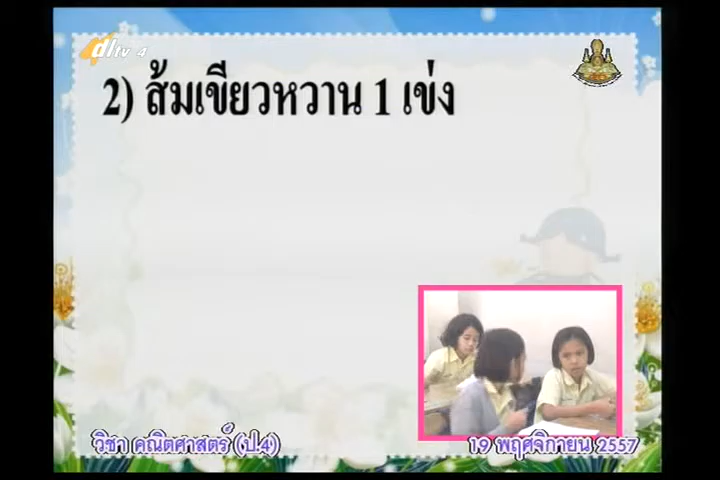 dltv 4
2) ส้มเขียวหวาน 1 เข่ง
วิชา คณิตศาสตร์ (ป.4)
19 พฤศจิกายน 2557